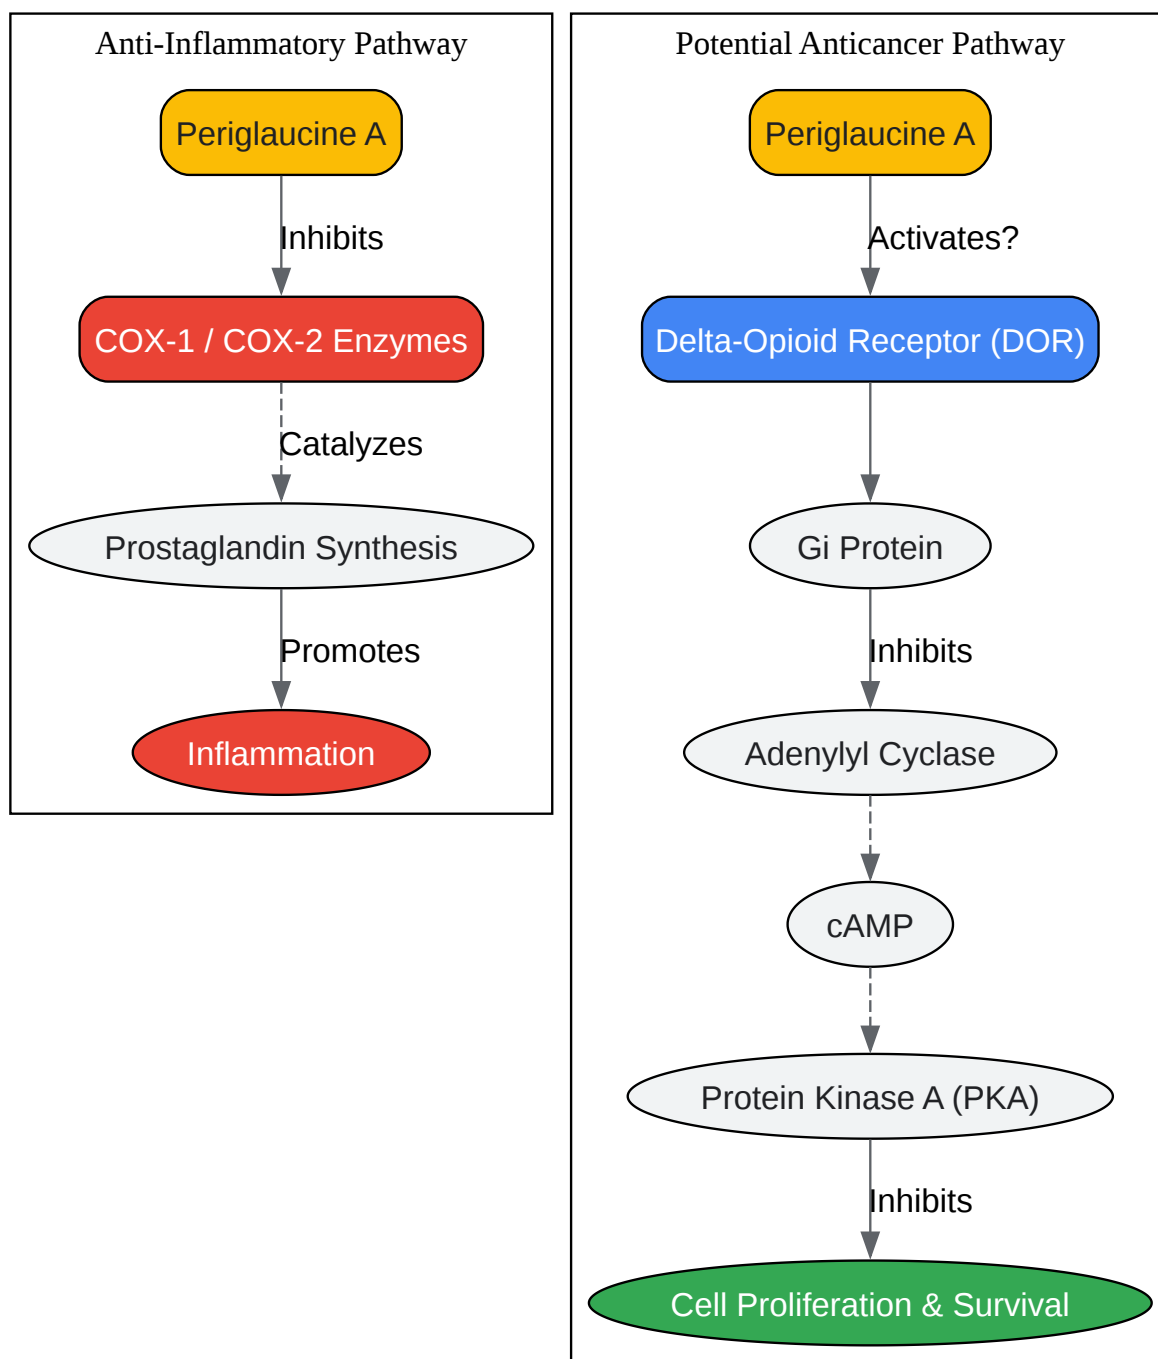 Anti-Inflammatory Pathway
Periglaucine A
Inhibits
COX-1 / COX-2 Enzymes
Catalyzes
Prostaglandin Synthesis
Promotes
Inflammation
Potential Anticancer Pathway
Periglaucine A
Activates?
Delta-Opioid Receptor (DOR)
Gi Protein
Inhibits
Adenylyl Cyclase
cAMP
Protein Kinase A (PKA)
Inhibits
Cell Proliferation & Survival